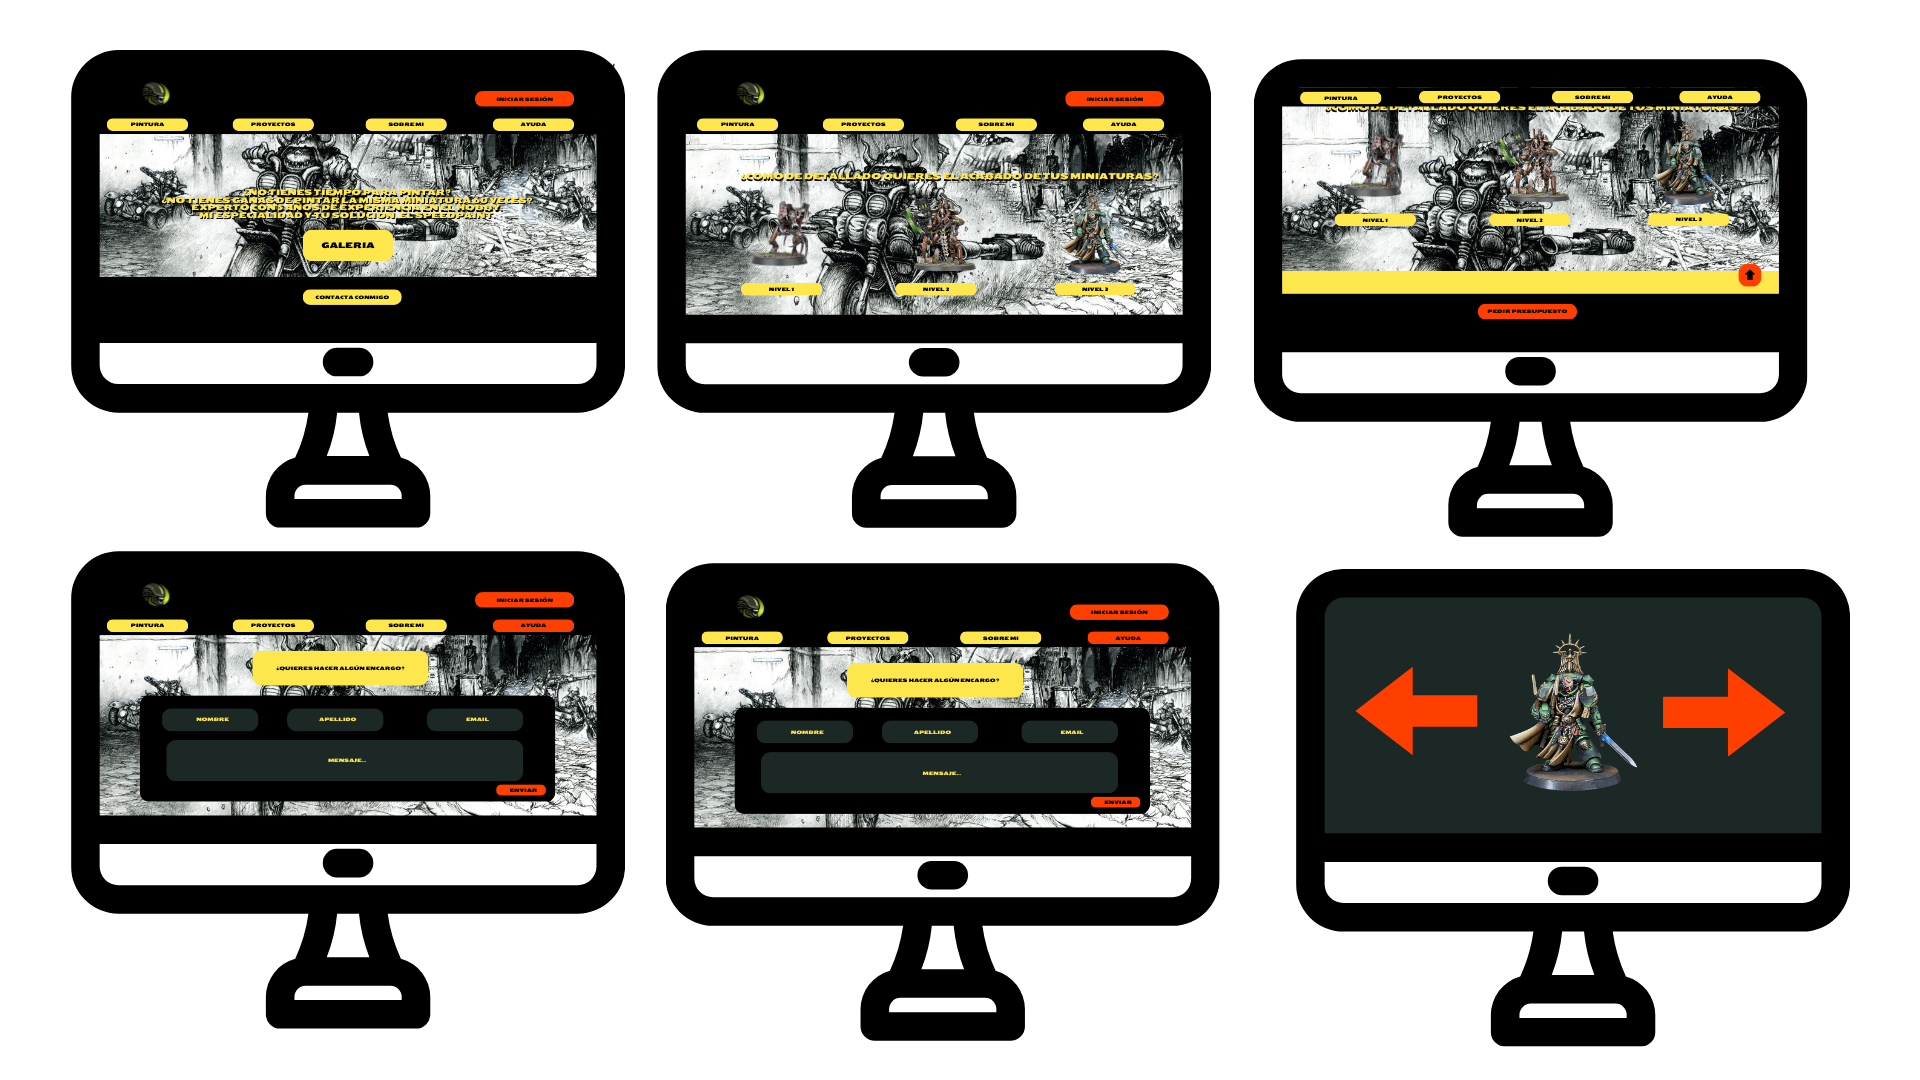 INICIAR SESIÓN
PINTURA
PROYECTOS
SOBRE MI
AYUDA
¿NO TIENES TIEMPO PARA PINTAR?
¿NO TIENES GANAS DE PINTAR LA MISMA MINIATURA 60 VECES?
EXPERTO CON 5 AÑOS DE EXPERIENCIA EN EL HOBBY
MI ESPECIALIDAD Y TU SOLUCIÓN, EL SPEEDPAINT.
GALERIA
CONTACTA CONMIGO
INICIAR SESIÓN
PINTURA
PROYECTOS
SOBRE MI
AYUDA
¿COMO DE DETALLADO QUIERES EL ACABADO DE TUS MINIATURAS?
NIVEL 1
NIVEL 2
NIVEL 3
PINTURA
PROYECTOS
SOBRE MI
AYUDA
¿COMO DE DETALLADO QUIERES EL ACABADO DE TUS MINIATURAS?
NIVEL 1
NIVEL 2
NIVEL 3
PEDIR PRESUPUESTO
INICIAR SESIÓN
PINTURA
PROYECTOS
SOBRE MI
AYUDA
¿QUIERES HACER ALGÚN ENCARGO?
NOMBRE
APELLIDO
EMAIL
MENSAJE..
ENVIAR
INICIAR SESIÓN
PINTURA
PROYECTOS
SOBRE MI
AYUDA
¿QUIERES HACER ALGÚN ENCARGO?
NOMBRE
APELLIDO
EMAIL
MENSAJE..
ENVIAR